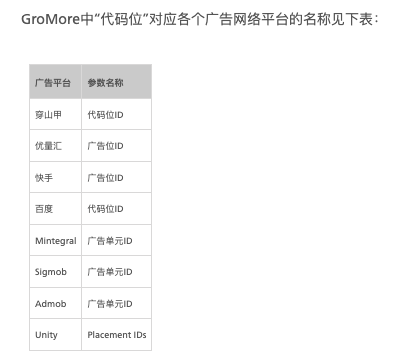 GroMore中“代码位”对应各个广告网络平台的名称见下表：
广告平台 参数名称
穿山甲 代码位ID
优量汇 广告位ID
快手 广告位ID
百度 代码位ID
Mintegral 广告单元ID
Sigmob 广告单元ID
Admob 广告单元ID
Unity Placement IDs